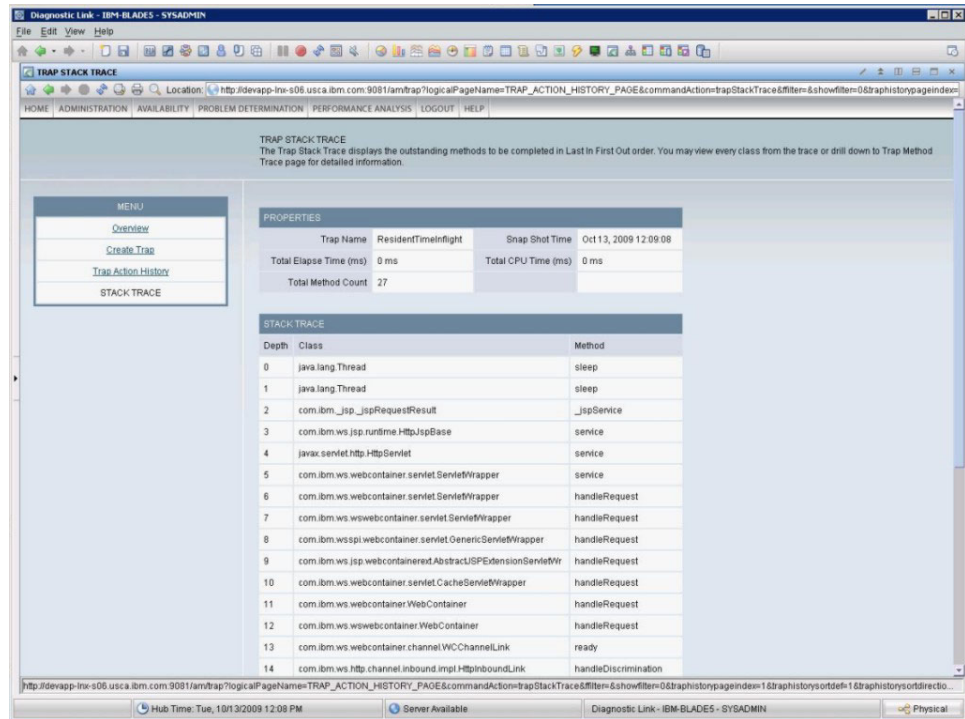 Diagnostic Link - IBM-BLADE5 - SYSADMIN
File Edit View Help
TRAP STACK TRACE
Location: http://devapp-lnx-s06.usca.ibm.com:9081/am/trap?logicalPageName=TRAP_ACTION_HISTORY_PAGE&commandAction=trapStackTrace&ffilter=&showfilter=0&traphistorypageindex=
HOME ADMINISTRATION AVAILABILITY PROBLEM DETERMINATION PERFORMANCE ANALYSIS LOGOUT HELP
TRAP STACK TRACE
The Trap Stack Trace displays the outstanding methods to be completed in Last In First Out order. You may view every class from the trace or drill down to Trap Method
Trace page for detailed information.
MENU
Overview
Create Trap
Trap Action History
STACK TRACE
PROPERTIES
Trap Name ResidentTimeInflight Snap Shot Time Oct 13, 2009 12:09:08
Total Elapse Time (ms) 0 ms Total CPU Time (ms) 0 ms
Total Method Count 27
STACK TRACE
Depth Class Method
0 java.lang.Thread sleep
1 java.lang.Thread sleep
2 com.ibm._jsp._jspRequestResult _jspService
3 com.ibm.ws.jsp.runtime.HttpJspBase service
4 javax.servlet.http.HttpServlet service
5 com.ibm.ws.webcontainer.servlet.ServletWrapper service
6 com.ibm.ws.webcontainer.servlet.ServletWrapper handleRequest
7 com.ibm.ws.wswebcontainer.servlet.ServletWrapper handleRequest
8 com.ibm.wsspi.webcontainer.servlet.GenericServletWrapper handleRequest
9 com.ibm.ws.jsp.webcontainerext.AbstractJSPExtensionServletWr handleRequest
10 com.ibm.ws.webcontainer.servlet.CacheServletWrapper handleRequest
11 com.ibm.ws.webcontainer.WebContainer handleRequest
12 com.ibm.ws.wswebcontainer.WebContainer handleRequest
13 com.ibm.ws.webcontainer.channel.WCChannelLink ready
14 com.ibm.ws.http.channel.inbound.impl.HttpInboundLink handleDiscrimination
http://devapp-lnx-s06.usca.ibm.com:9081/am/trap?logicalPageName=TRAP_ACTION_HISTORY_PAGE&commandAction=trapStackTrace&ffilter=&showfilter=0&traphistorypageindex=1&traphistorysortdef=1&traphistorysortdirectio...
Hub Time: Tue, 10/13/2009 12:08 PM Server Available Diagnostic Link - IBM-BLADE5 - SYSADMIN Physical